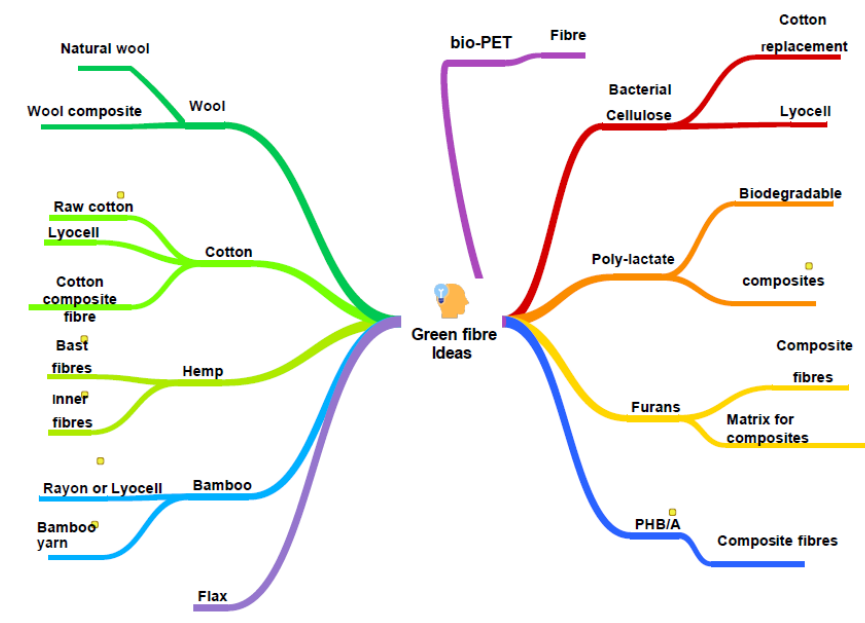 Green fibre
Ideas
bio-PET
Fibre
Bacterial
Cellulose
Cotton
replacement
Lyocell
Poly-lactate
Biodegradable
composites
Furans
Composite
fibres
Matrix for
composites
PHB/A
Composite fibres
Wool
Natural wool
Wool composite
Cotton
Raw cotton
Lyocell
Cotton
composite
fibre
Hemp
Bast
fibres
Inner
fibres
Bamboo
Rayon or Lyocell
Bamboo
yarn
Flax